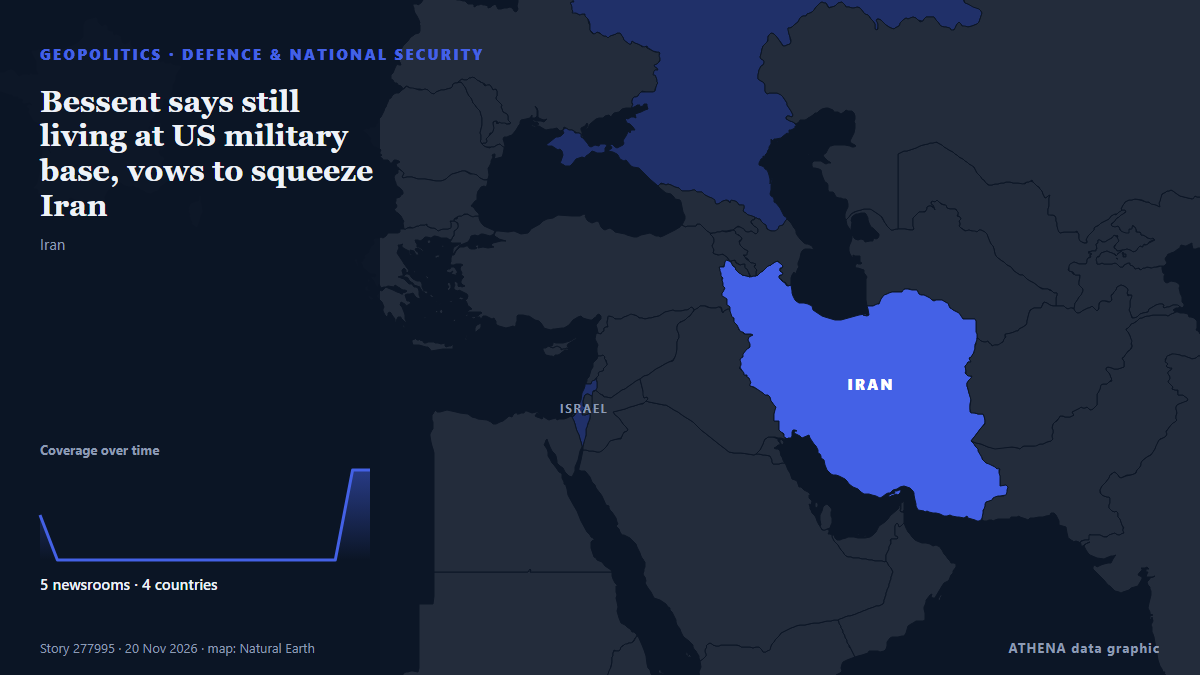 GEOPOLITICS · DEFENCE & NATIONAL SECURITY
Bessent says still
living at US military
base, vows to squeeze
Iran
Iran
IRAN
ISRAEL
Coverage over time
5 newsrooms · 4 countries
Story 277995 · 20 Nov 2026 · map: Natural Earth
ATHENA data graphic